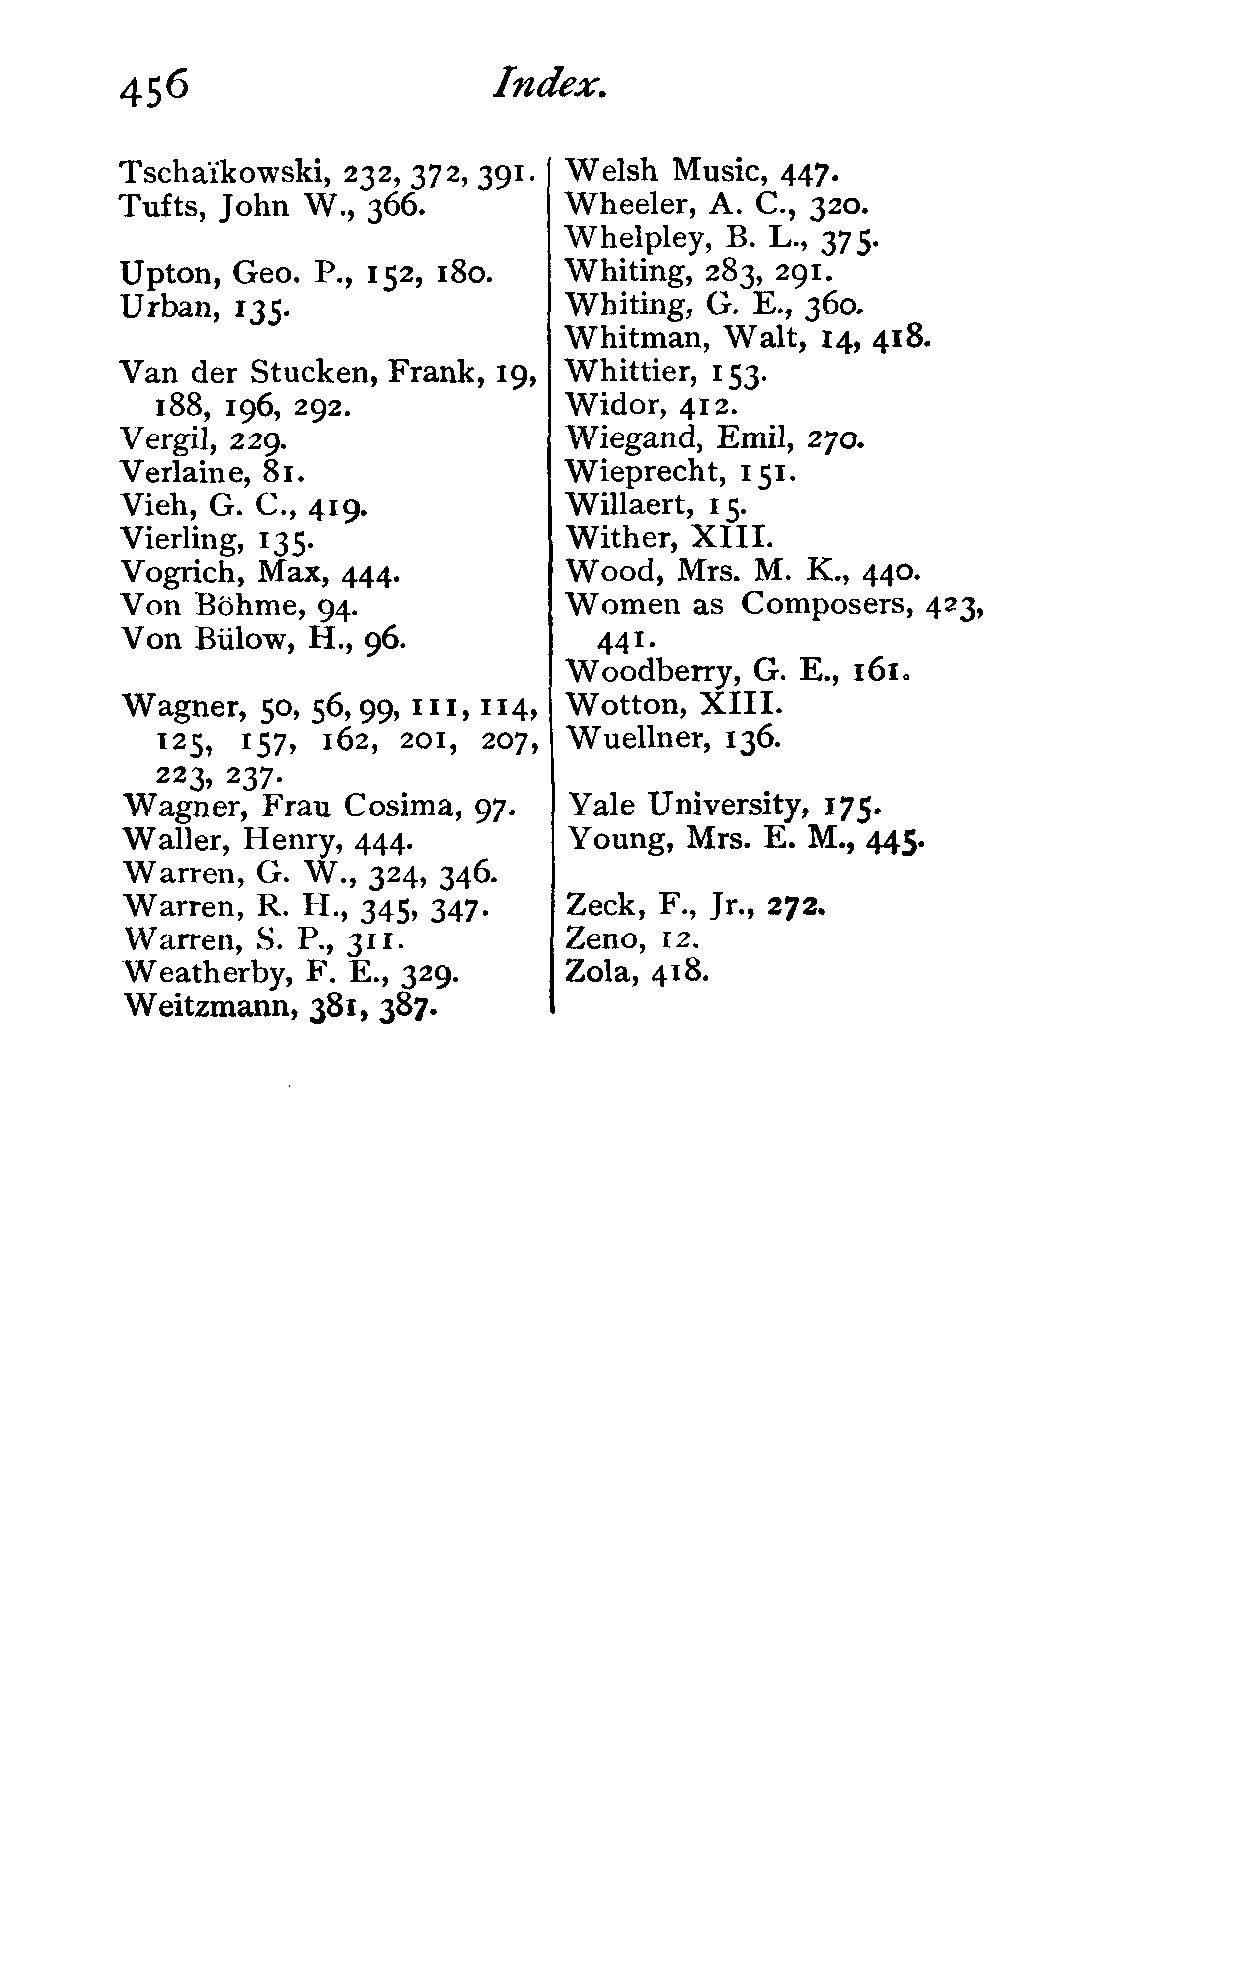 456
Index.
Tschaïkowski, 232, 372, 391.
Tufts, John W., 366.
Upton, Geo. P., 152, 180.
Urban, 135.
Van der Stucken, Frank, 19,
188, 196, 292.
Vergil, 229.
Verlaine, 81.
Vieh, G. C., 419.
Vierling, 135.
Vogrich, Max, 444.
Von Böhme, 94.
Von Bülow, H., 96.
Wagner, 50, 56, 99, 111, 114,
125, 157, 162, 201, 207,
223, 237.
Wagner, Frau Cosima, 97.
Waller, Henry, 444.
Warren, G. W., 324, 346.
Warren, R. H., 345, 347.
Warren, S. P., 311.
Weatherby, F. E., 329.
Weitzmann, 381, 387.
Welsh Music, 447.
Wheeler, A. C., 320.
Whelpley, B. L., 375.
Whiting, 283, 291.
Whiting, G. E., 360.
Whitman, Walt, 14, 418.
Whittier, 153.
Widor, 412.
Wiegand, Emil, 270.
Wieprecht, 151.
Willaert, 15.
Wither, XIII.
Wood, Mrs. M. K., 440.
Women as Composers, 423,
441.
Woodberry, G. E., 161.
Wotton, XIII.
Wuellner, 136.
Yale University, 175.
Young, Mrs. E. M., 445.
Zeck, F., Jr., 272.
Zeno, 12.
Zola, 418.